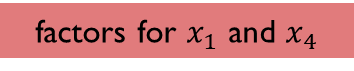 factors for x₁ and x₄